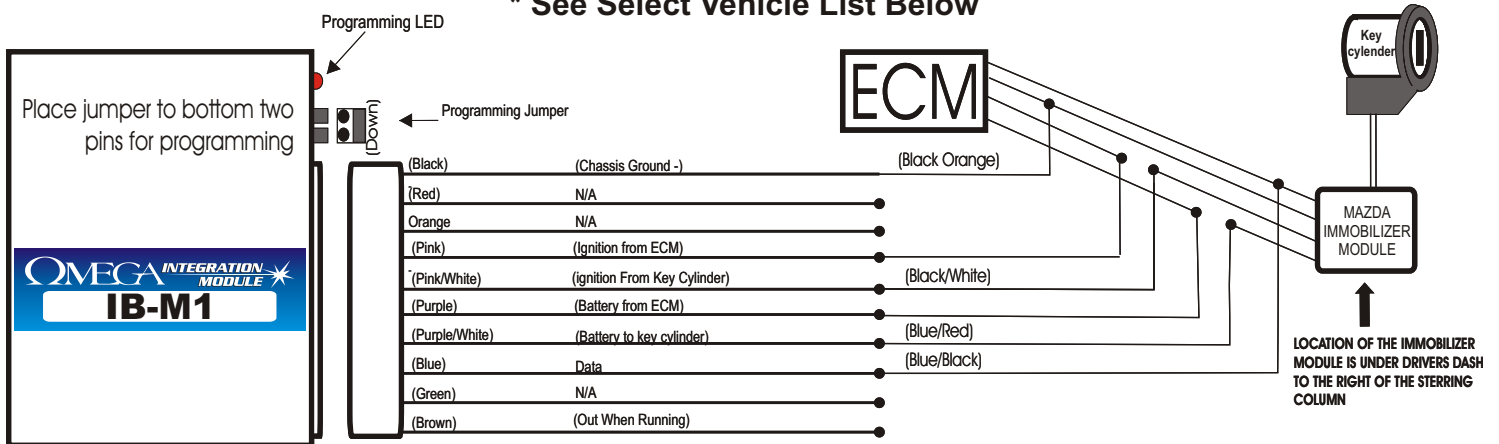 * See Select Vehicle List Below
Programming LED
Place jumper to bottom two
pins for programming
(Down)
Programming Jumper
OMEGA INTEGRATION
MODULE
IB-M1
(Black) (Chassis Ground -) (Black Orange)
(Red) N/A
Orange N/A
(Pink) (Ignition from ECM)
(Pink/White) (ignition From Key Cylinder) (Black/White)
(Purple) (Battery from ECM)
(Purple/White) (Battery to key cylinder) (Blue/Red)
(Blue) Data (Blue/Black)
(Green) N/A
(Brown) (Out When Running)
ECM
Key
cylender
MAZDA
IMMOBILIZER
MODULE
LOCATION OF THE IMMOBILIZER
MODULE IS UNDER DRIVERS DASH
TO THE RIGHT OF THE STERRING
COLUMN